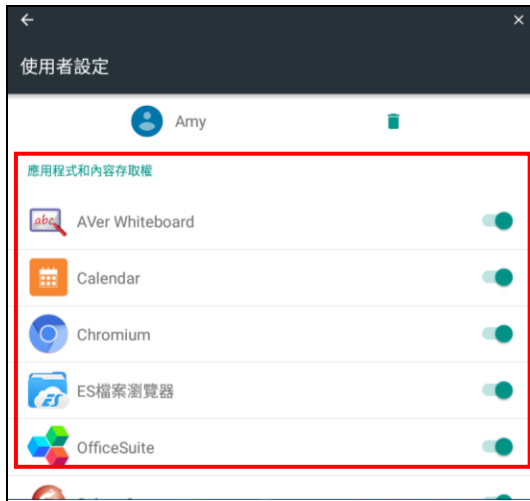 使用者設定
Amy
應用程式和內容存取權
abc
AVer Whiteboard
Calendar
Chromium
ES檔案瀏覽器
OfficeSuite